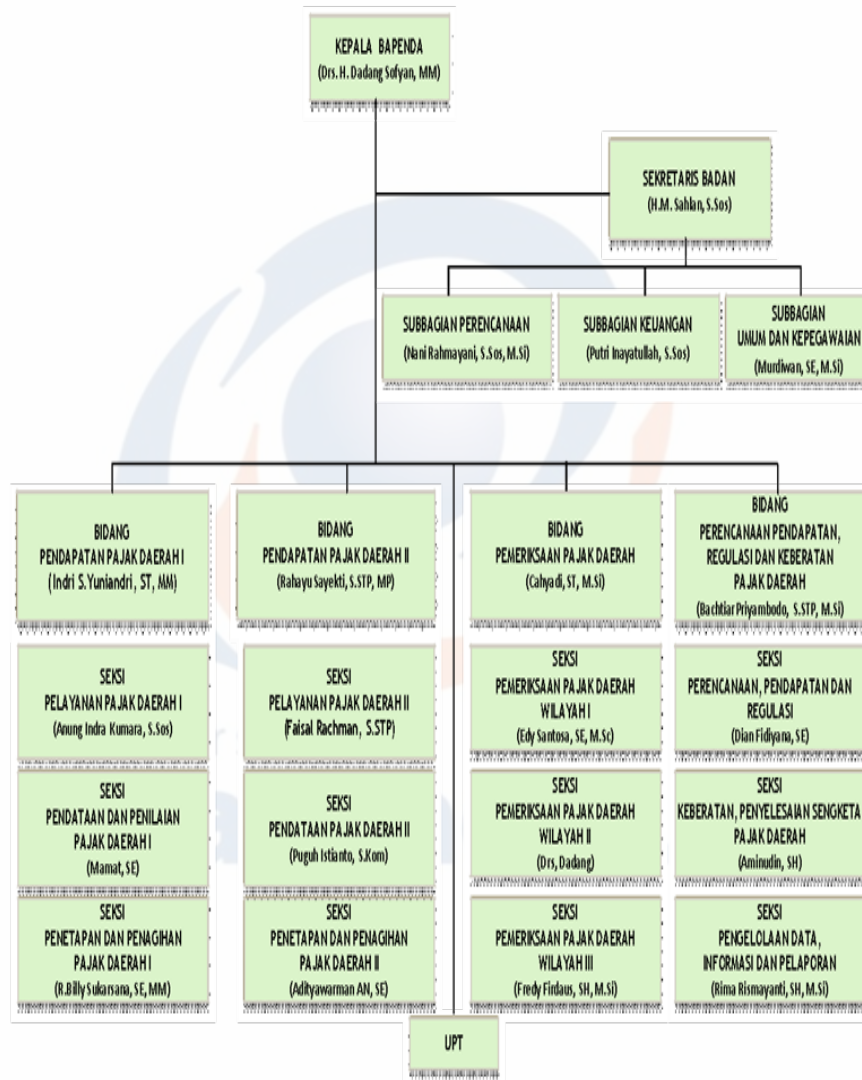 KEPALA BAPENDA
(Drs. H. Dadang Sofyan, MM)
SEKRETARIS BADAN
(H.M. Sahlan, S.Sos)
SUBBAGIAN PERENCANAAN
(Nani Rahmayani, S.Sos, M.Si)
SUBBAGIAN KEUANGAN
(Putri Inayatullah, S.Sos)
SUBBAGIAN
UMUM DAN KEPEGAWAIAN
(Murdiwan, SE, M.Si)
BIDANG
PENDAPATAN PAJAK DAERAH I
(Indri S.Yuniandri, ST, MM)
BIDANG
PENDAPATAN PAJAK DAERAH II
(Rahayu Sayekti, S.STP, MP)
BIDANG
PEMERIKSAAN PAJAK DAERAH
(Cahyadi, ST, M.Si)
BIDANG
PERENCANAAN PENDAPATAN,
REGULASI DAN KEBERATAN
PAJAK DAERAH
(Bachtiar Priyambodo, S.STP, M.Si)
SEKSI
PELAYANAN PAJAK DAERAH I
(Anung Indra Kumara, S.Sos)
SEKSI
PELAYANAN PAJAK DAERAH II
(Faisal Rachman, S.STP)
SEKSI
PEMERIKSAAN PAJAK DAERAH
WILAYAH I
(Edy Santosa, SE, M.Sc)
SEKSI
PERENCANAAN, PENDAPATAN DAN
REGULASI
(Dian Fidiyana, SE)
SEKSI
PENDATAAN DAN PENILAIAN
PAJAK DAERAH I
(Mamat, SE)
SEKSI
PENDATAAN PAJAK DAERAH II
(Puguh Istianto, S.Kom)
SEKSI
PEMERIKSAAN PAJAK DAERAH
WILAYAH II
(Drs, Dadang)
SEKSI
KEBERATAN, PENYELESAIAN SENGKETA
PAJAK DAERAH
(Aminudin, SH)
SEKSI
PENETAPAN DAN PENAGIHAN
PAJAK DAERAH I
(R.Billy Sukarsana, SE, MM)
SEKSI
PENETAPAN DAN PENAGIHAN
PAJAK DAERAH II
(Adityawarman AN, SE)
SEKSI
PEMERIKSAAN PAJAK DAERAH
WILAYAH III
(Fredy Firdaus, SH, M.Si)
SEKSI
PENGELOLAAN DATA,
INFORMASI DAN PELAPORAN
(Rima Rismayanti, SH, M.Si)
UPT